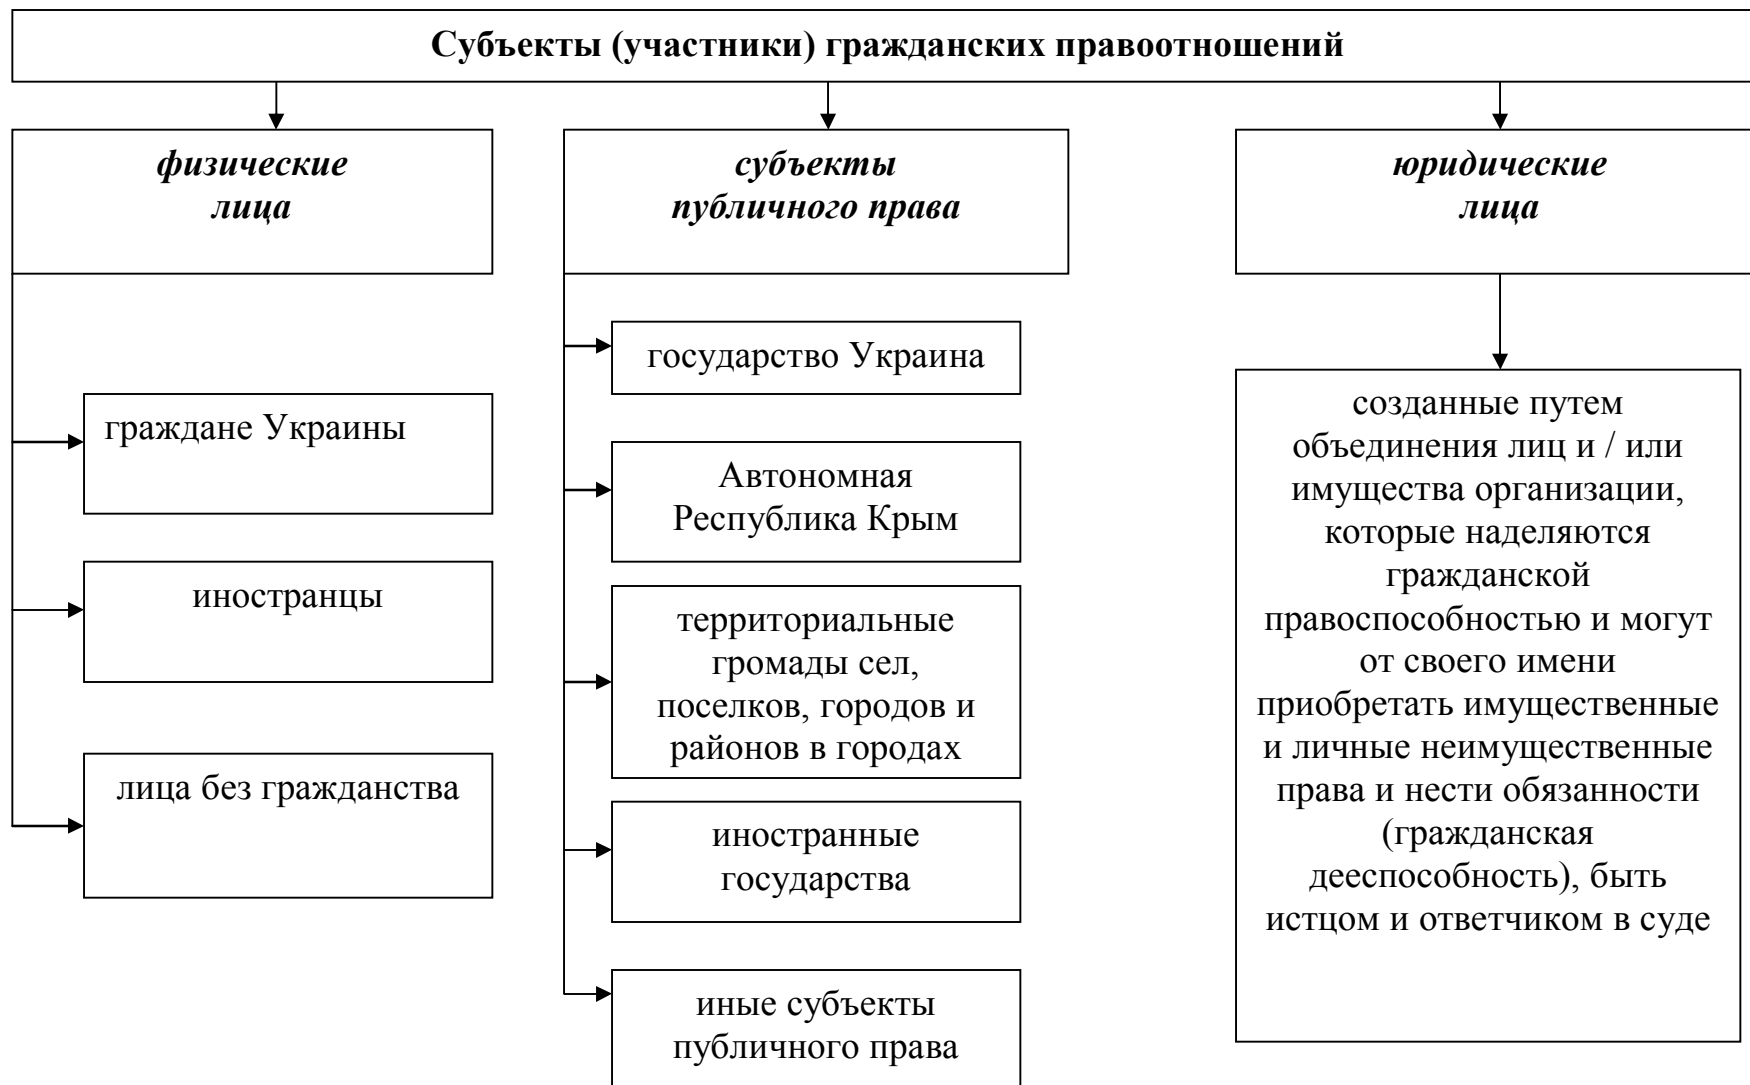 Субъекты (участники) гражданских правоотношений
физические
лица
субъекты
публичного права
юридические
лица
граждане Украины
иностранцы
лица без гражданства
государство Украина
Автономная
Республика Крым
территориальные
громады сел,
поселков, городов и
районов в городах
иностранные
государства
иные субъекты
публичного права
созданные путем
объединения лиц и / или
имущества организации,
которые наделяются
гражданской
правоспособностью и могут
от своего имени
приобретать имущественные
и личные неимущественные
права и нести обязанности
(гражданская
дееспособность), быть
истцом и ответчиком в суде